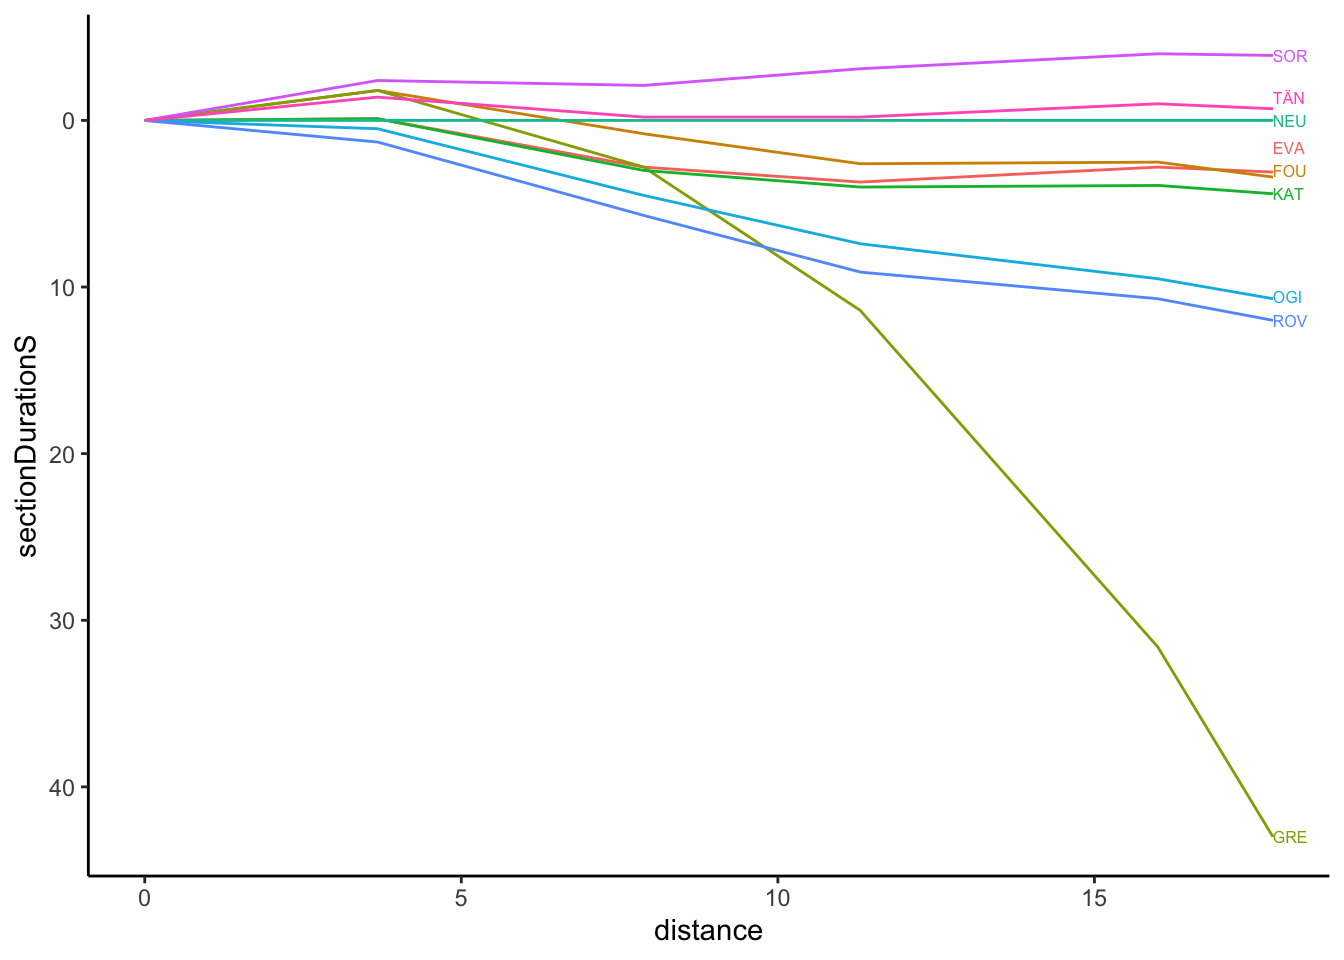 SOR
TÄN
0
NEU
EVA
FOU
KAT
10
OGI
ROV
sectionDurationS
20
30
40
GRE
0 5 10 15
distance